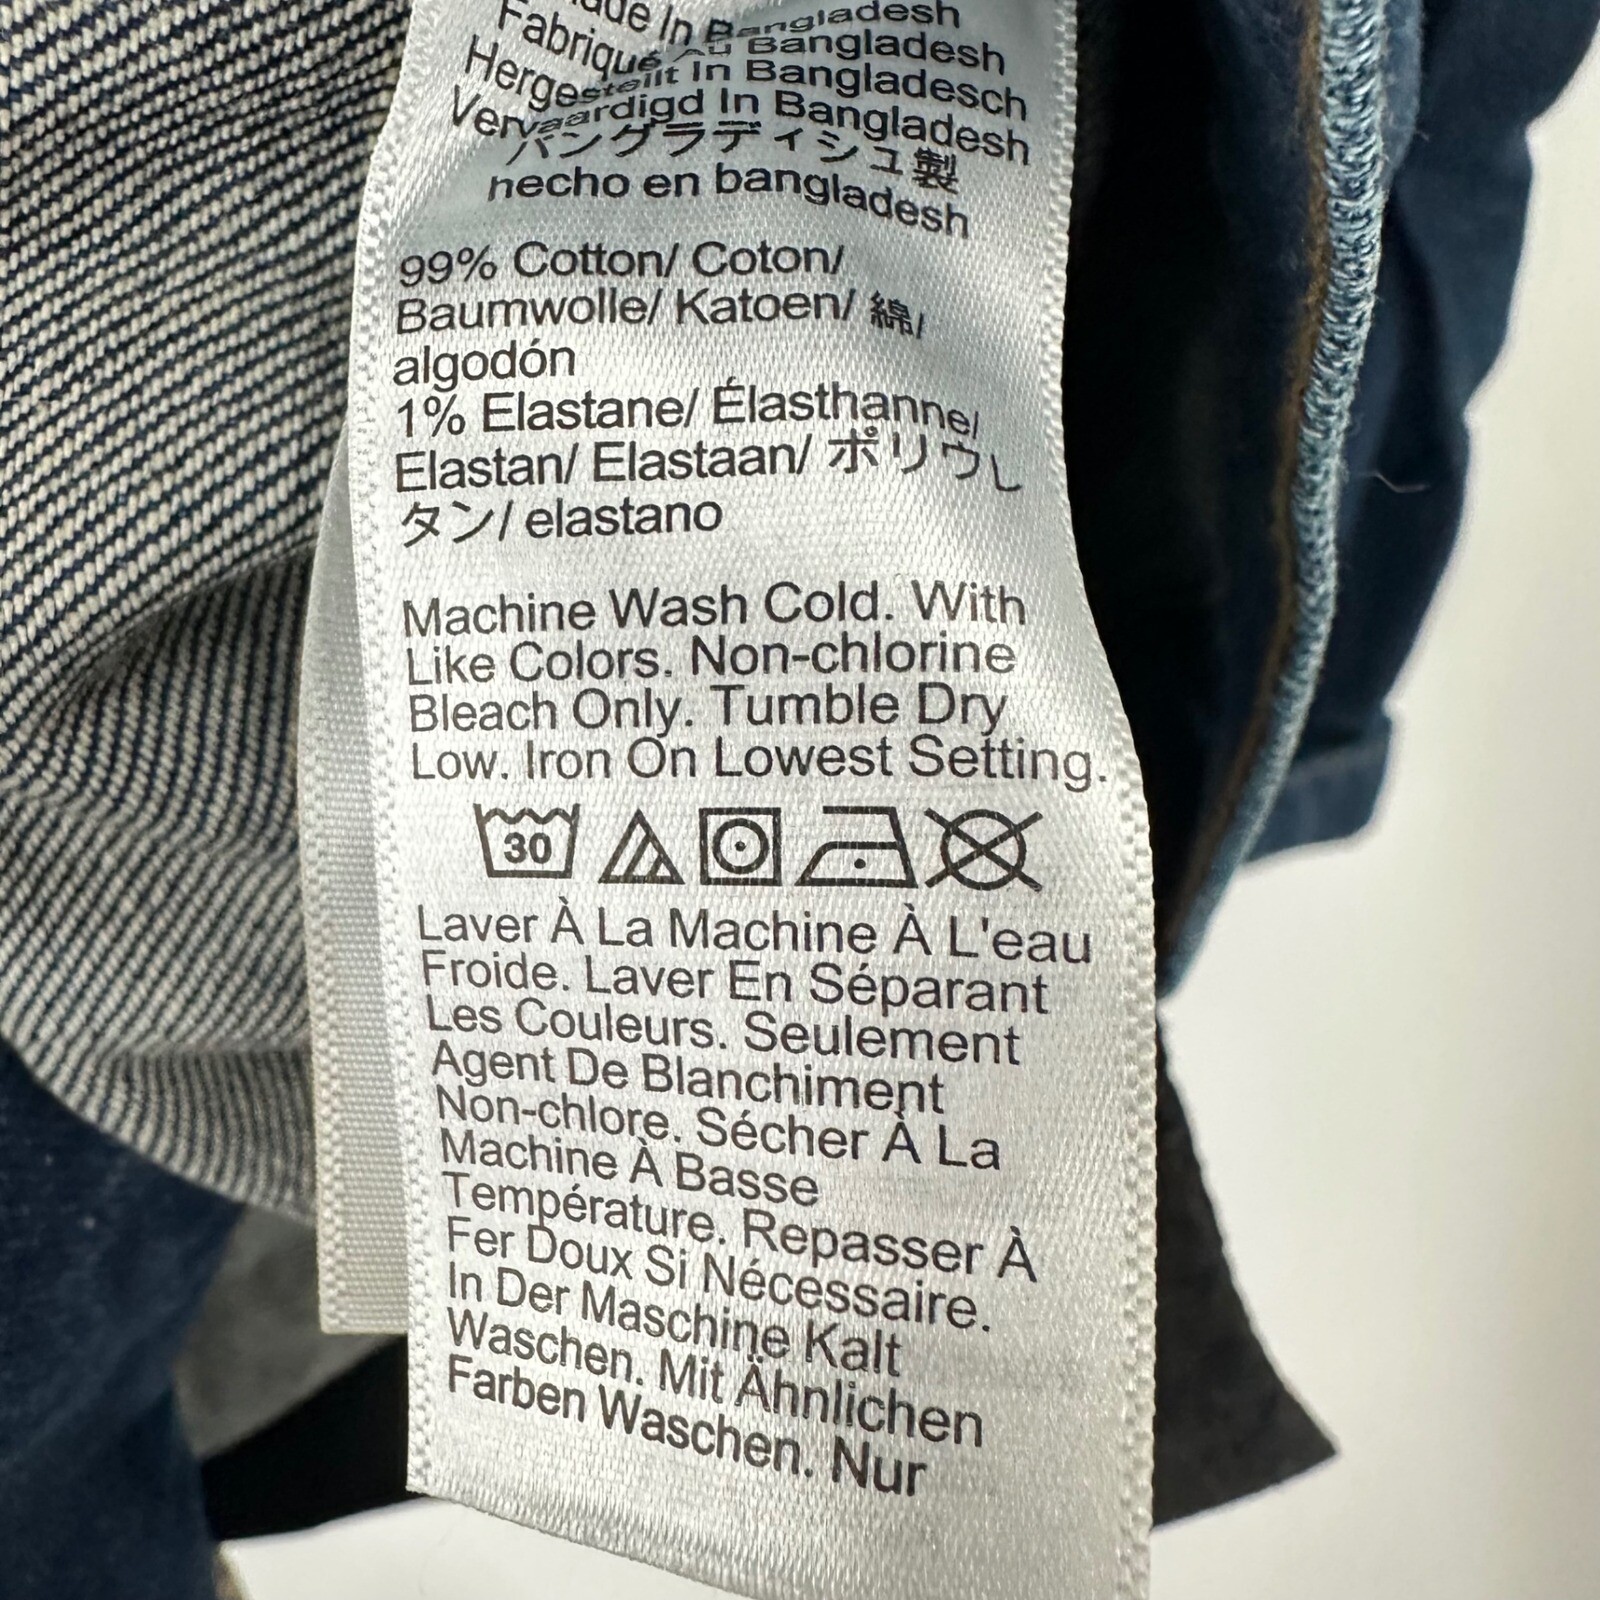 Made In Bangladesh
Fabriqué Au Bangladesh
Hergestellt In Bangladesch
Vervaardigd In Bangladesh
バングラディシュ製
hecho en bangladesh
99% Cotton/ Coton/
Baumwolle/ Katoen/ 綿/
algodón
1% Elastane/ Élasthanne/
Elastan/ Elastaan/ ポリウレ
タン/ elastano
Machine Wash Cold. With
Like Colors. Non-chlorine
Bleach Only. Tumble Dry
Low. Iron On Lowest Setting.
30
Laver À La Machine À L'eau
Froide. Laver En Séparant
Les Couleurs. Seulement
Agent De Blanchiment
Non-chlore. Sécher À La
Machine À Basse
Température. Repasser À
Fer Doux Si Nécessaire.
In Der Maschine Kalt
Waschen. Mit Ähnlichen
Farben Waschen. Nur